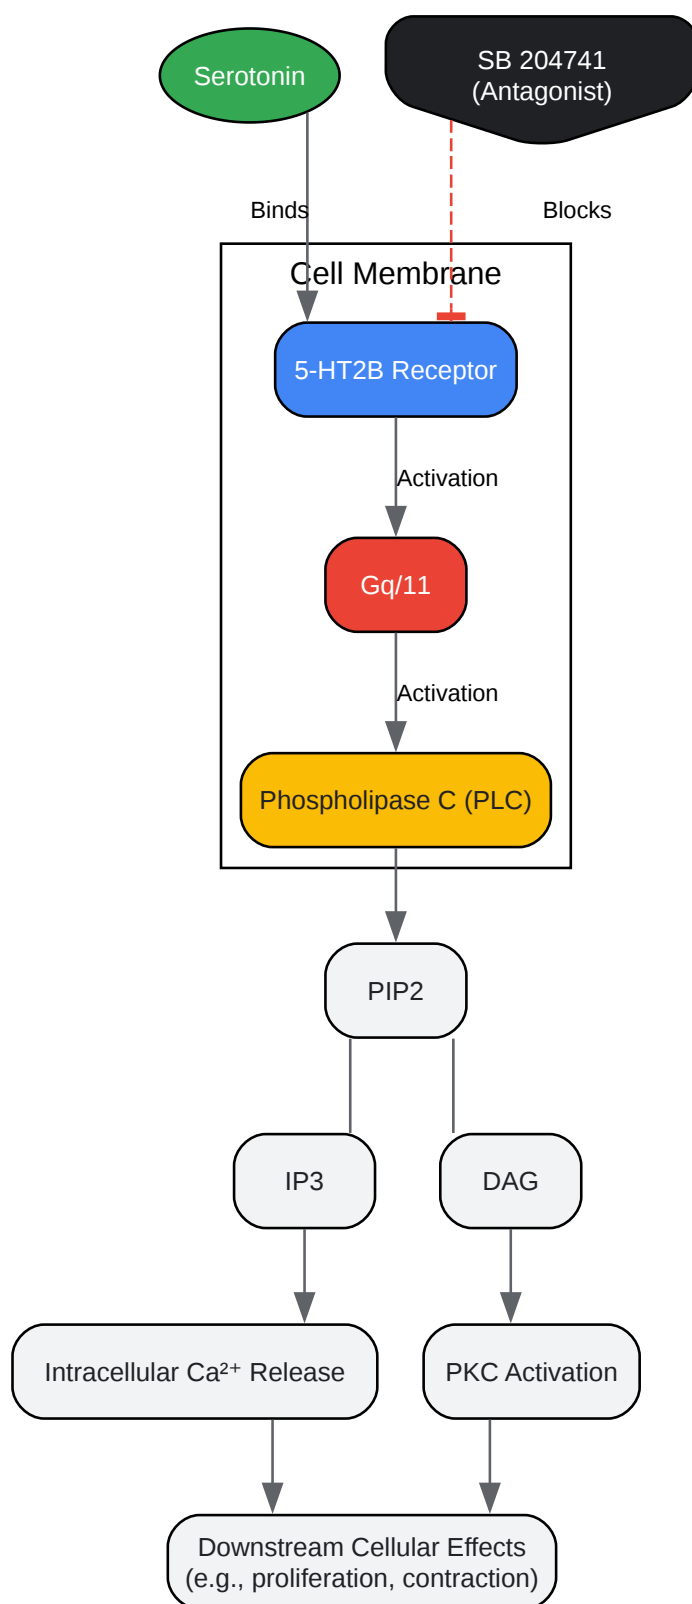 Serotonin
SB 204741
(Antagonist)
Binds
Blocks
Cell Membrane
5-HT2B Receptor
Activation
Gq/11
Activation
Phospholipase C (PLC)
PIP2
IP3
DAG
Intracellular Ca²⁺ Release
PKC Activation
Downstream Cellular Effects
(e.g., proliferation, contraction)